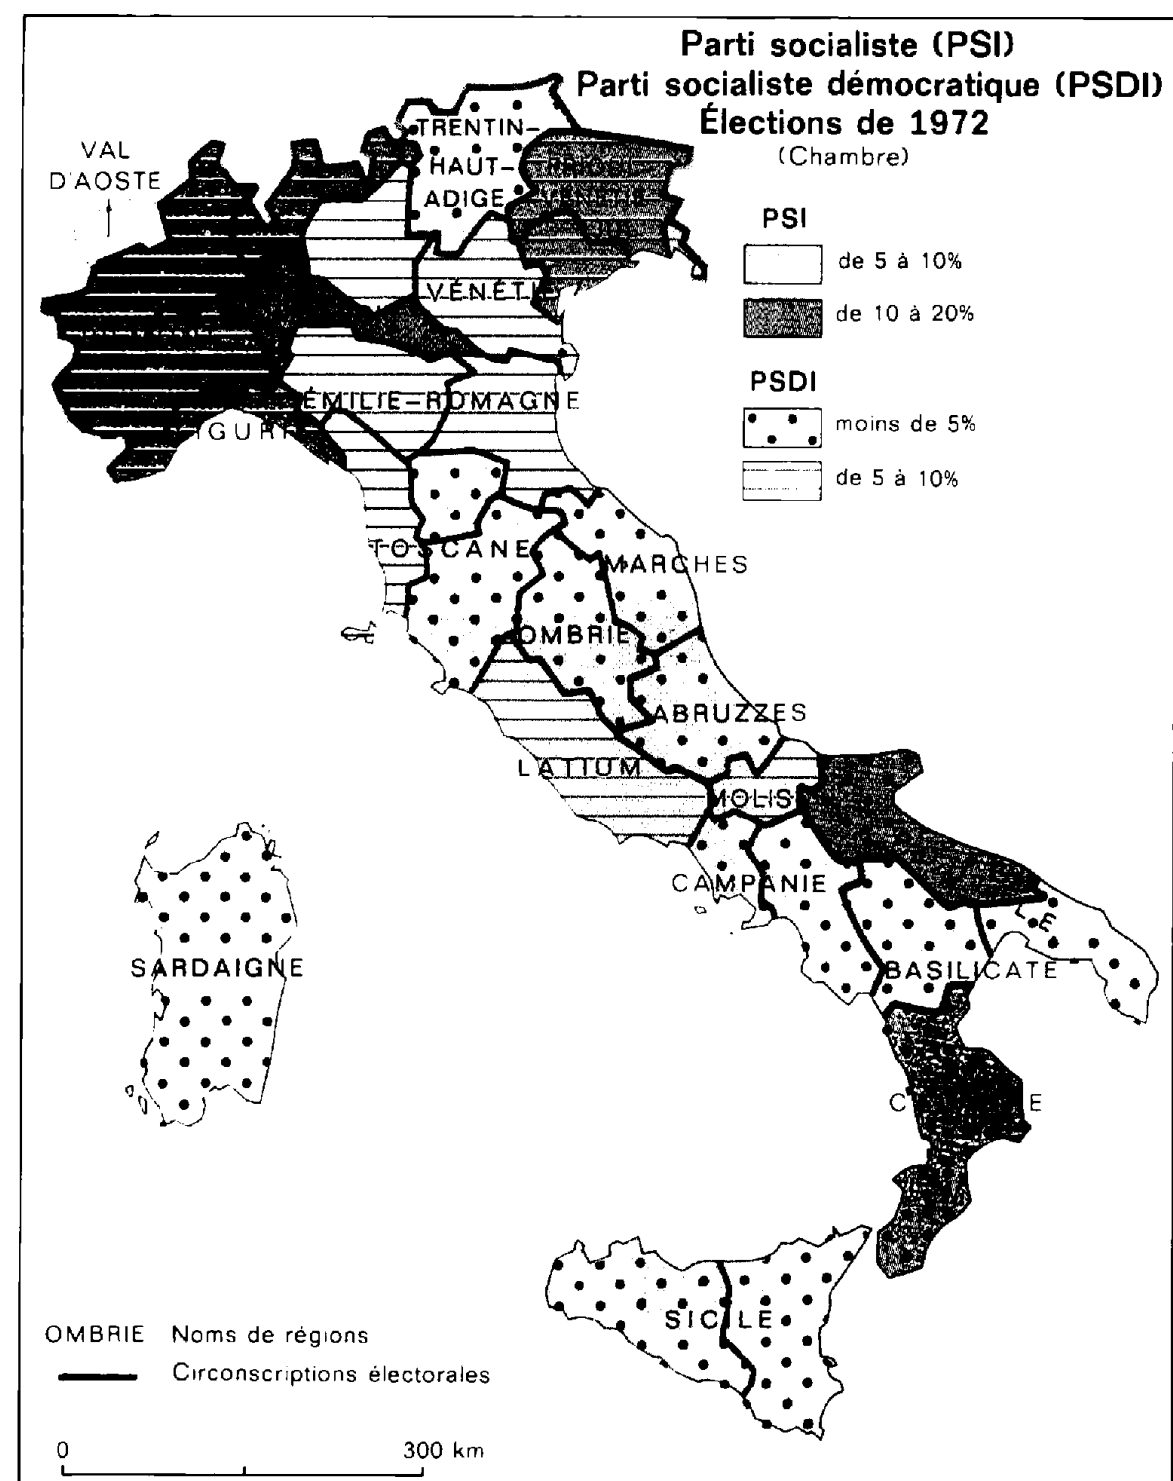 Parti socialiste (PSI)
Parti socialiste démocratique (PSDI)
Élections de 1972
(Chambre)
PSI
de 5 à 10%
de 10 à 20%
PSDI
moins de 5%
de 5 à 10%
VAL
D'AOSTE
TRENTIN-
HAUT-
ADIGE
VÉNÉTIE
ÉMILIE-ROMAGNE
LIGURIE
TOSCANE
MARCHES
OMBRIE
ABRUZZES
LATIUM
MOLISE
CAMPANIE
BASILICATE
SARDAIGNE
SICILE
OMBRIE Noms de régions
Circonscriptions électorales
0 300 km